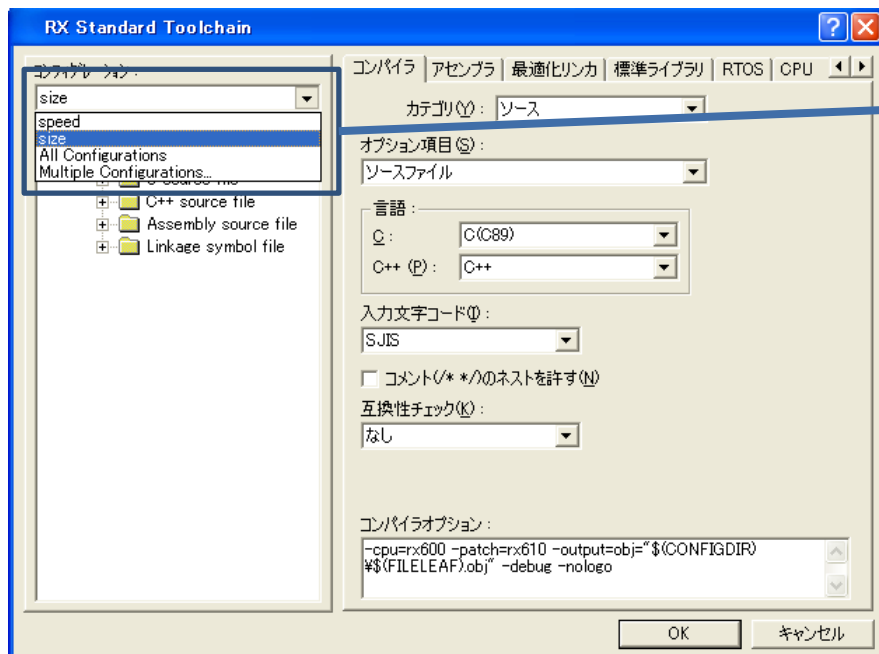 RX Standard Toolchain
コンフィグレーション :
size
speed
size
All Configurations
Multiple Configurations...
C++ source file
Assembly source file
Linkage symbol file
コンパイラ アセンブラ 最適化リンカ 標準ライブラリ RTOS CPU
カテゴリ(Y) : ソース
オプション項目(S) :
ソースファイル
言語 :
C : C(C89)
C++ (P) : C++
入力文字コード(I) :
SJIS
コメント(/* */)のネストを許す(N)
互換性チェック(K) :
なし
コンパイラオプション :
-cpu=rx600 -patch=rx610 -output=obj="$(CONFIGDIR)
¥$(FILELEAF).obj" -debug -nologo
OK キャンセル